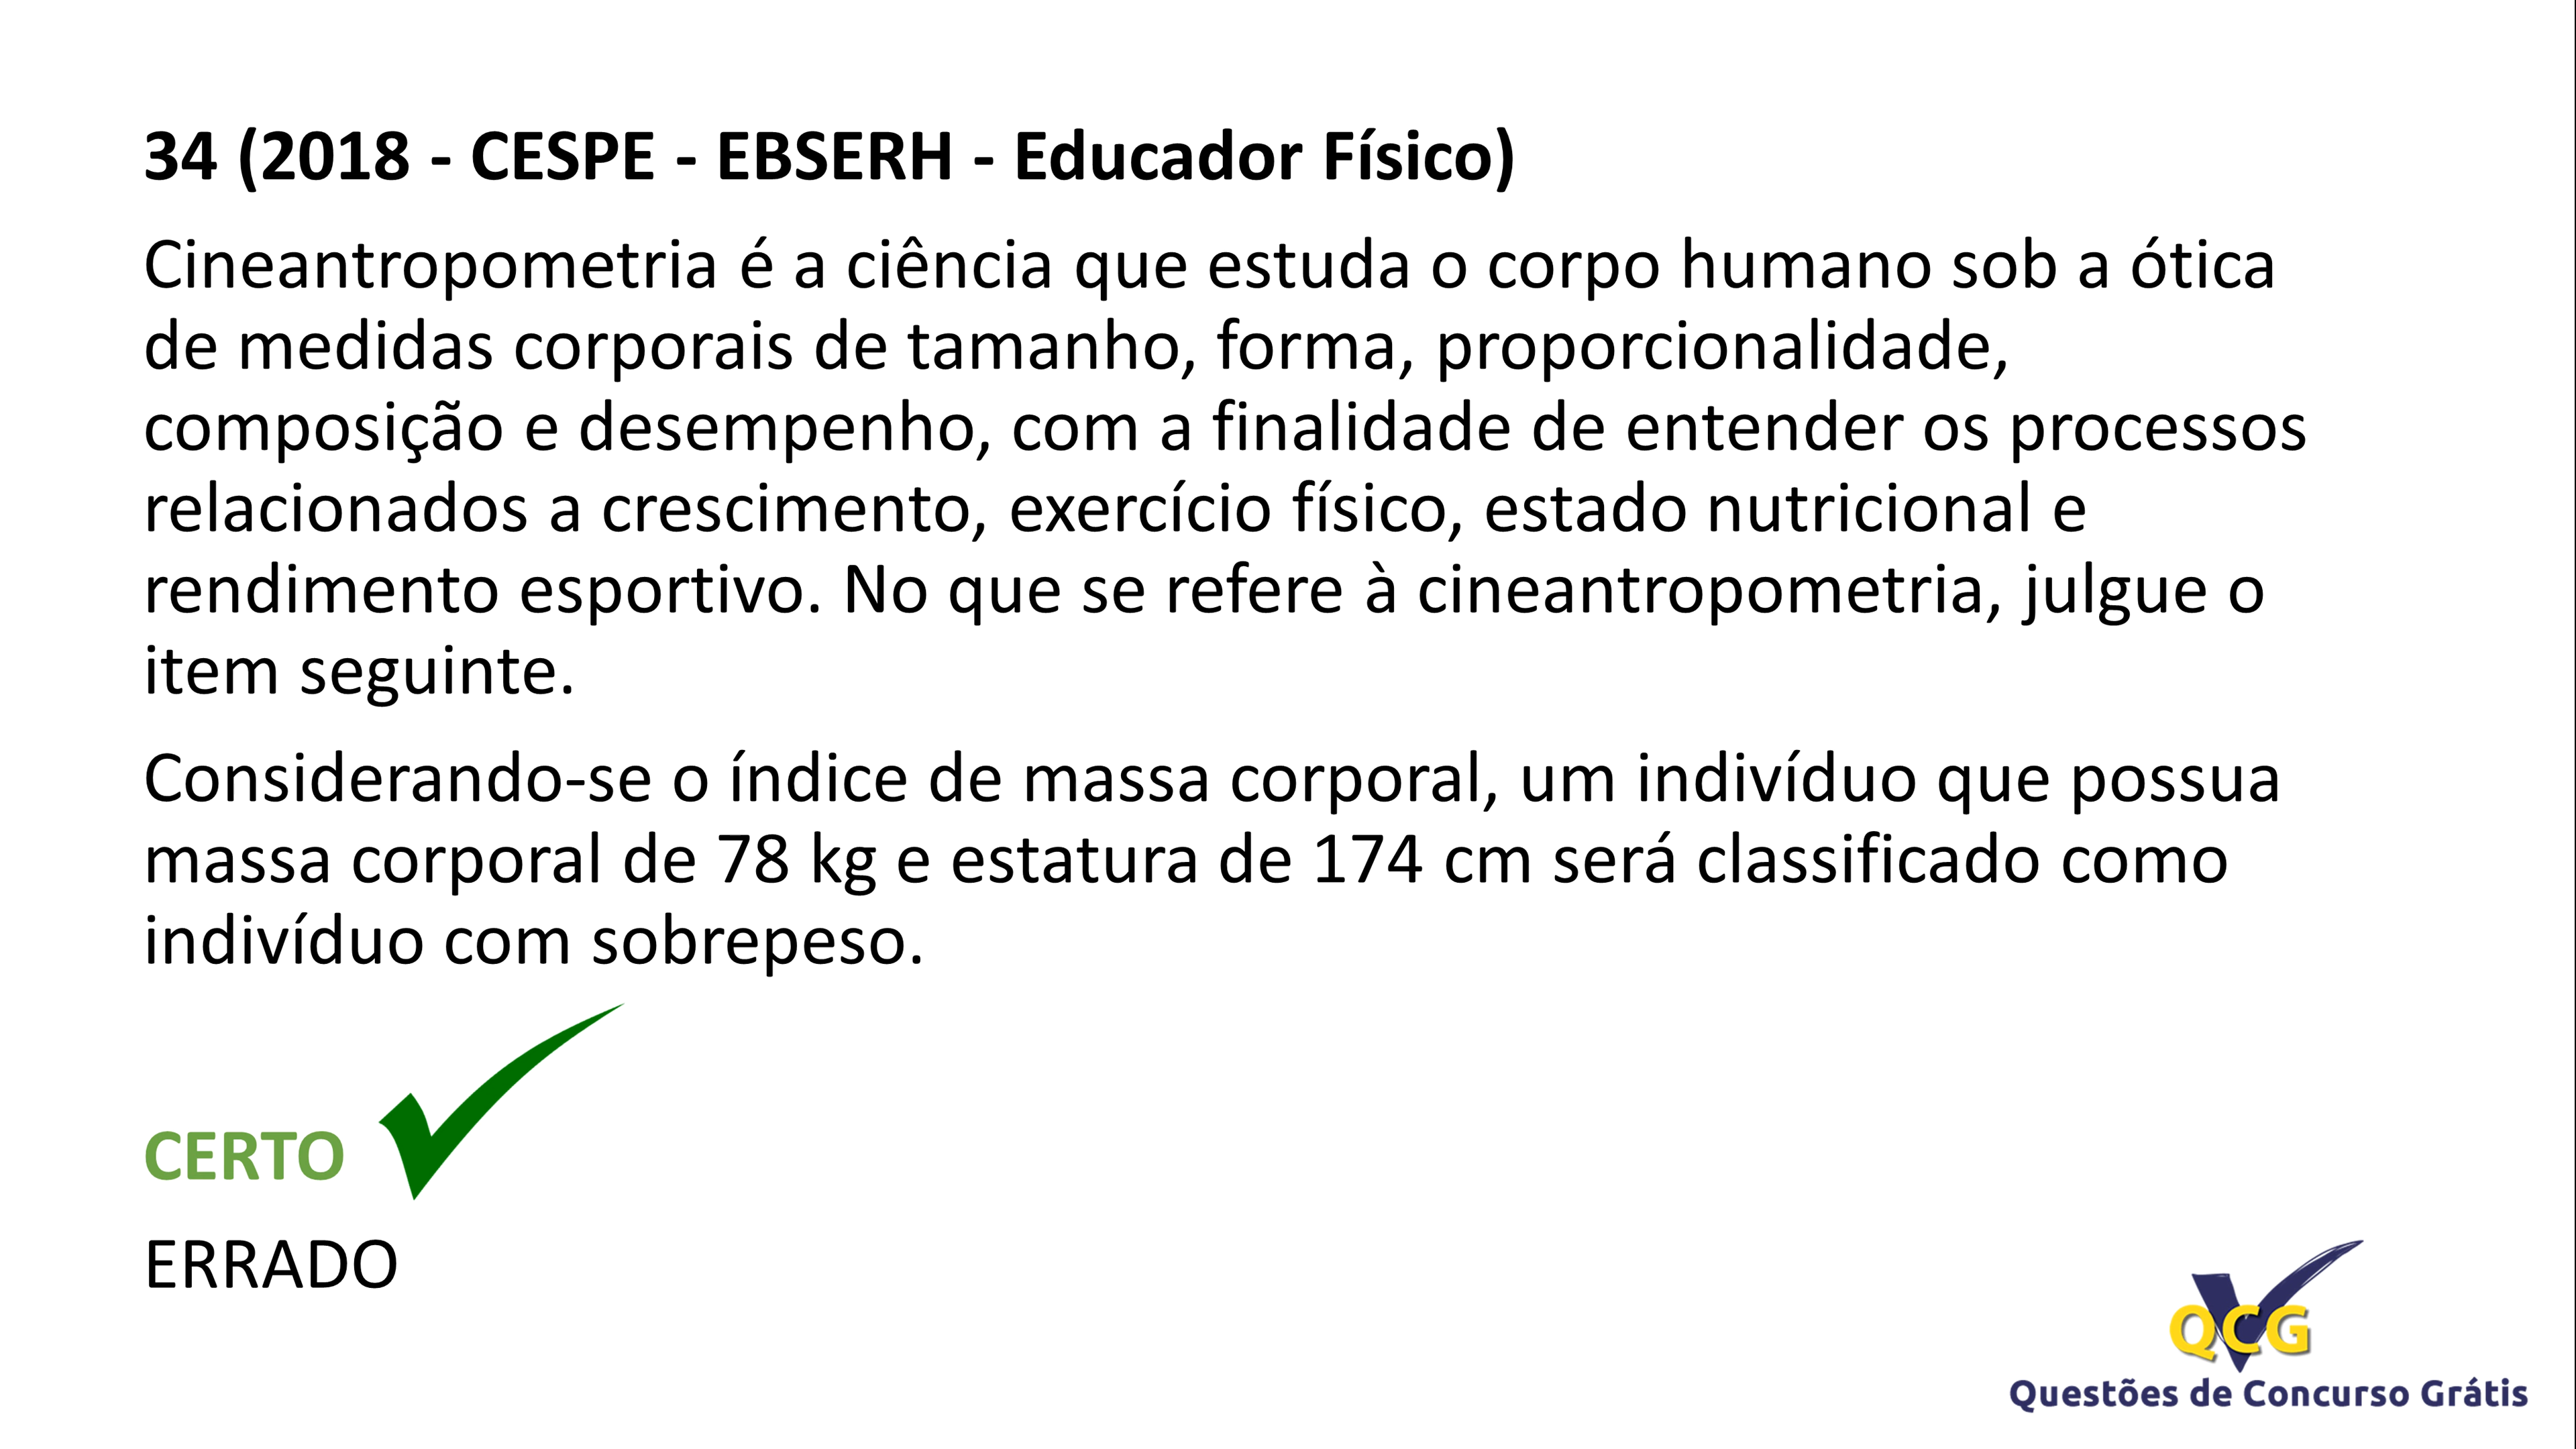 34 (2018 - CESPE - EBSERH - Educador Físico)
Cineantropometria é a ciência que estuda o corpo humano sob a ótica
de medidas corporais de tamanho, forma, proporcionalidade,
composição e desempenho, com a finalidade de entender os processos
relacionados a crescimento, exercício físico, estado nutricional e
rendimento esportivo. No que se refere à cineantropometria, julgue o
item seguinte.
Considerando-se o índice de massa corporal, um indivíduo que possua
massa corporal de 78 kg e estatura de 174 cm será classificado como
indivíduo com sobrepeso.
CERTO
ERRADO
QCG
Questões de Concurso Grátis